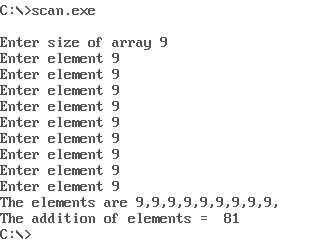 C:\>scan.exe
Enter size of array 9
Enter element 9
Enter element 9
Enter element 9
Enter element 9
Enter element 9
Enter element 9
Enter element 9
Enter element 9
Enter element 9
The elements are 9,9,9,9,9,9,9,9,9,
The addition of elements =  81
C:\>